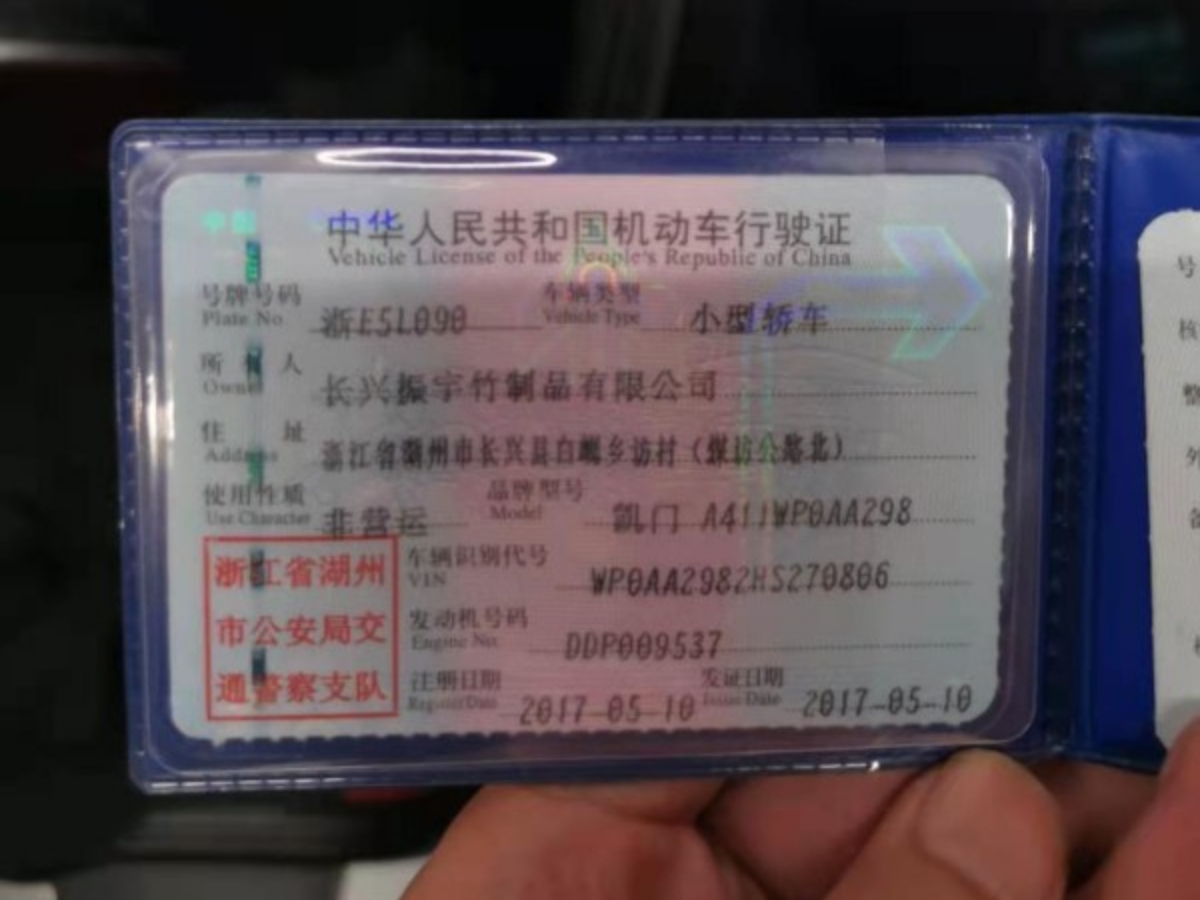 中国 中华人民共和国机动车行驶证
Vehicle License of the People's Republic of China
号牌号码 浙E5L090 车辆类型 小型轿车
Plate No Vehicle Type
所有人 长兴振宇竹制品有限公司
Owner
住 址 浙江省湖州市长兴县白岘乡访村（煤访公路北）
Address
使用性质 非营运 品牌型号 凯门 A411WP0AA298
Use Character Model
浙江省湖州
市公安局交
通警察支队
车辆识别代号 WP0AA2982HS270806
VIN
发动机号码 DDP009537
Engine No.
注册日期 2017-05-10 发证日期 2017-05-10
Register Date Issue Date
号
核
整
外